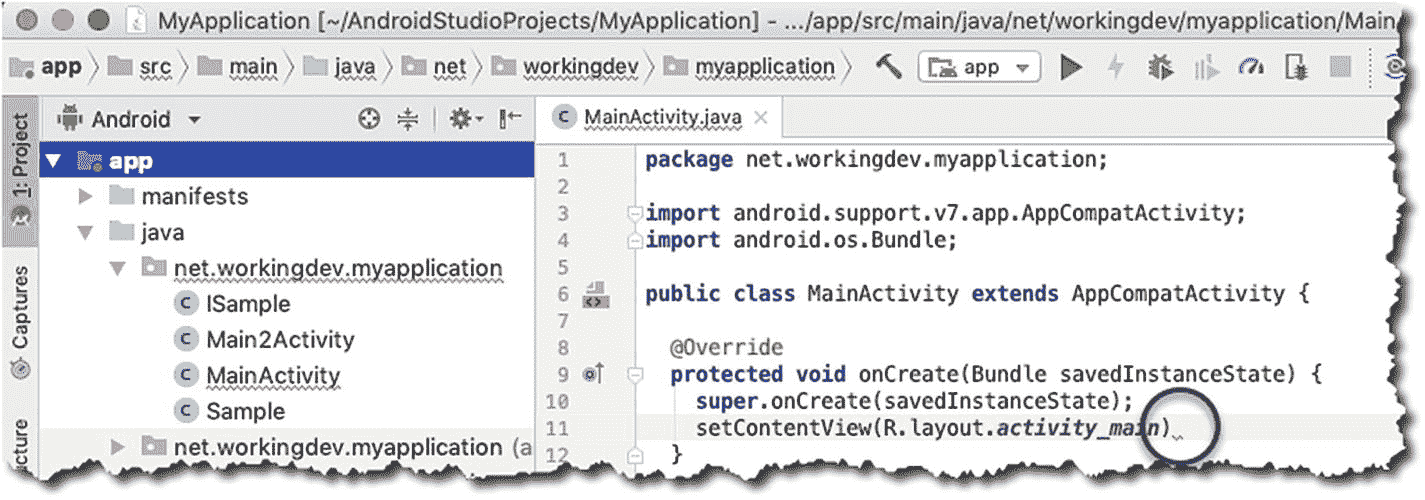 MyApplication [~/AndroidStudioProjects/MyApplication] - .../app/src/main/java/net/workingdev/myapplication/Main
app src main java net workingdev myapplication app
1: Project
Android
MainActivity.java
app
manifests
java
net.workingdev.myapplication
ISample
Main2Activity
MainActivity
Sample
net.workingdev.myapplication (a
Captures
ucture
1 package net.workingdev.myapplication;
2
3 import android.support.v7.app.AppCompatActivity;
4 import android.os.Bundle;
5
6 public class MainActivity extends AppCompatActivity {
7
8 @Override
9 protected void onCreate(Bundle savedInstanceState) {
10 super.onCreate(savedInstanceState);
11 setContentView(R.layout.activity_main)
12 }